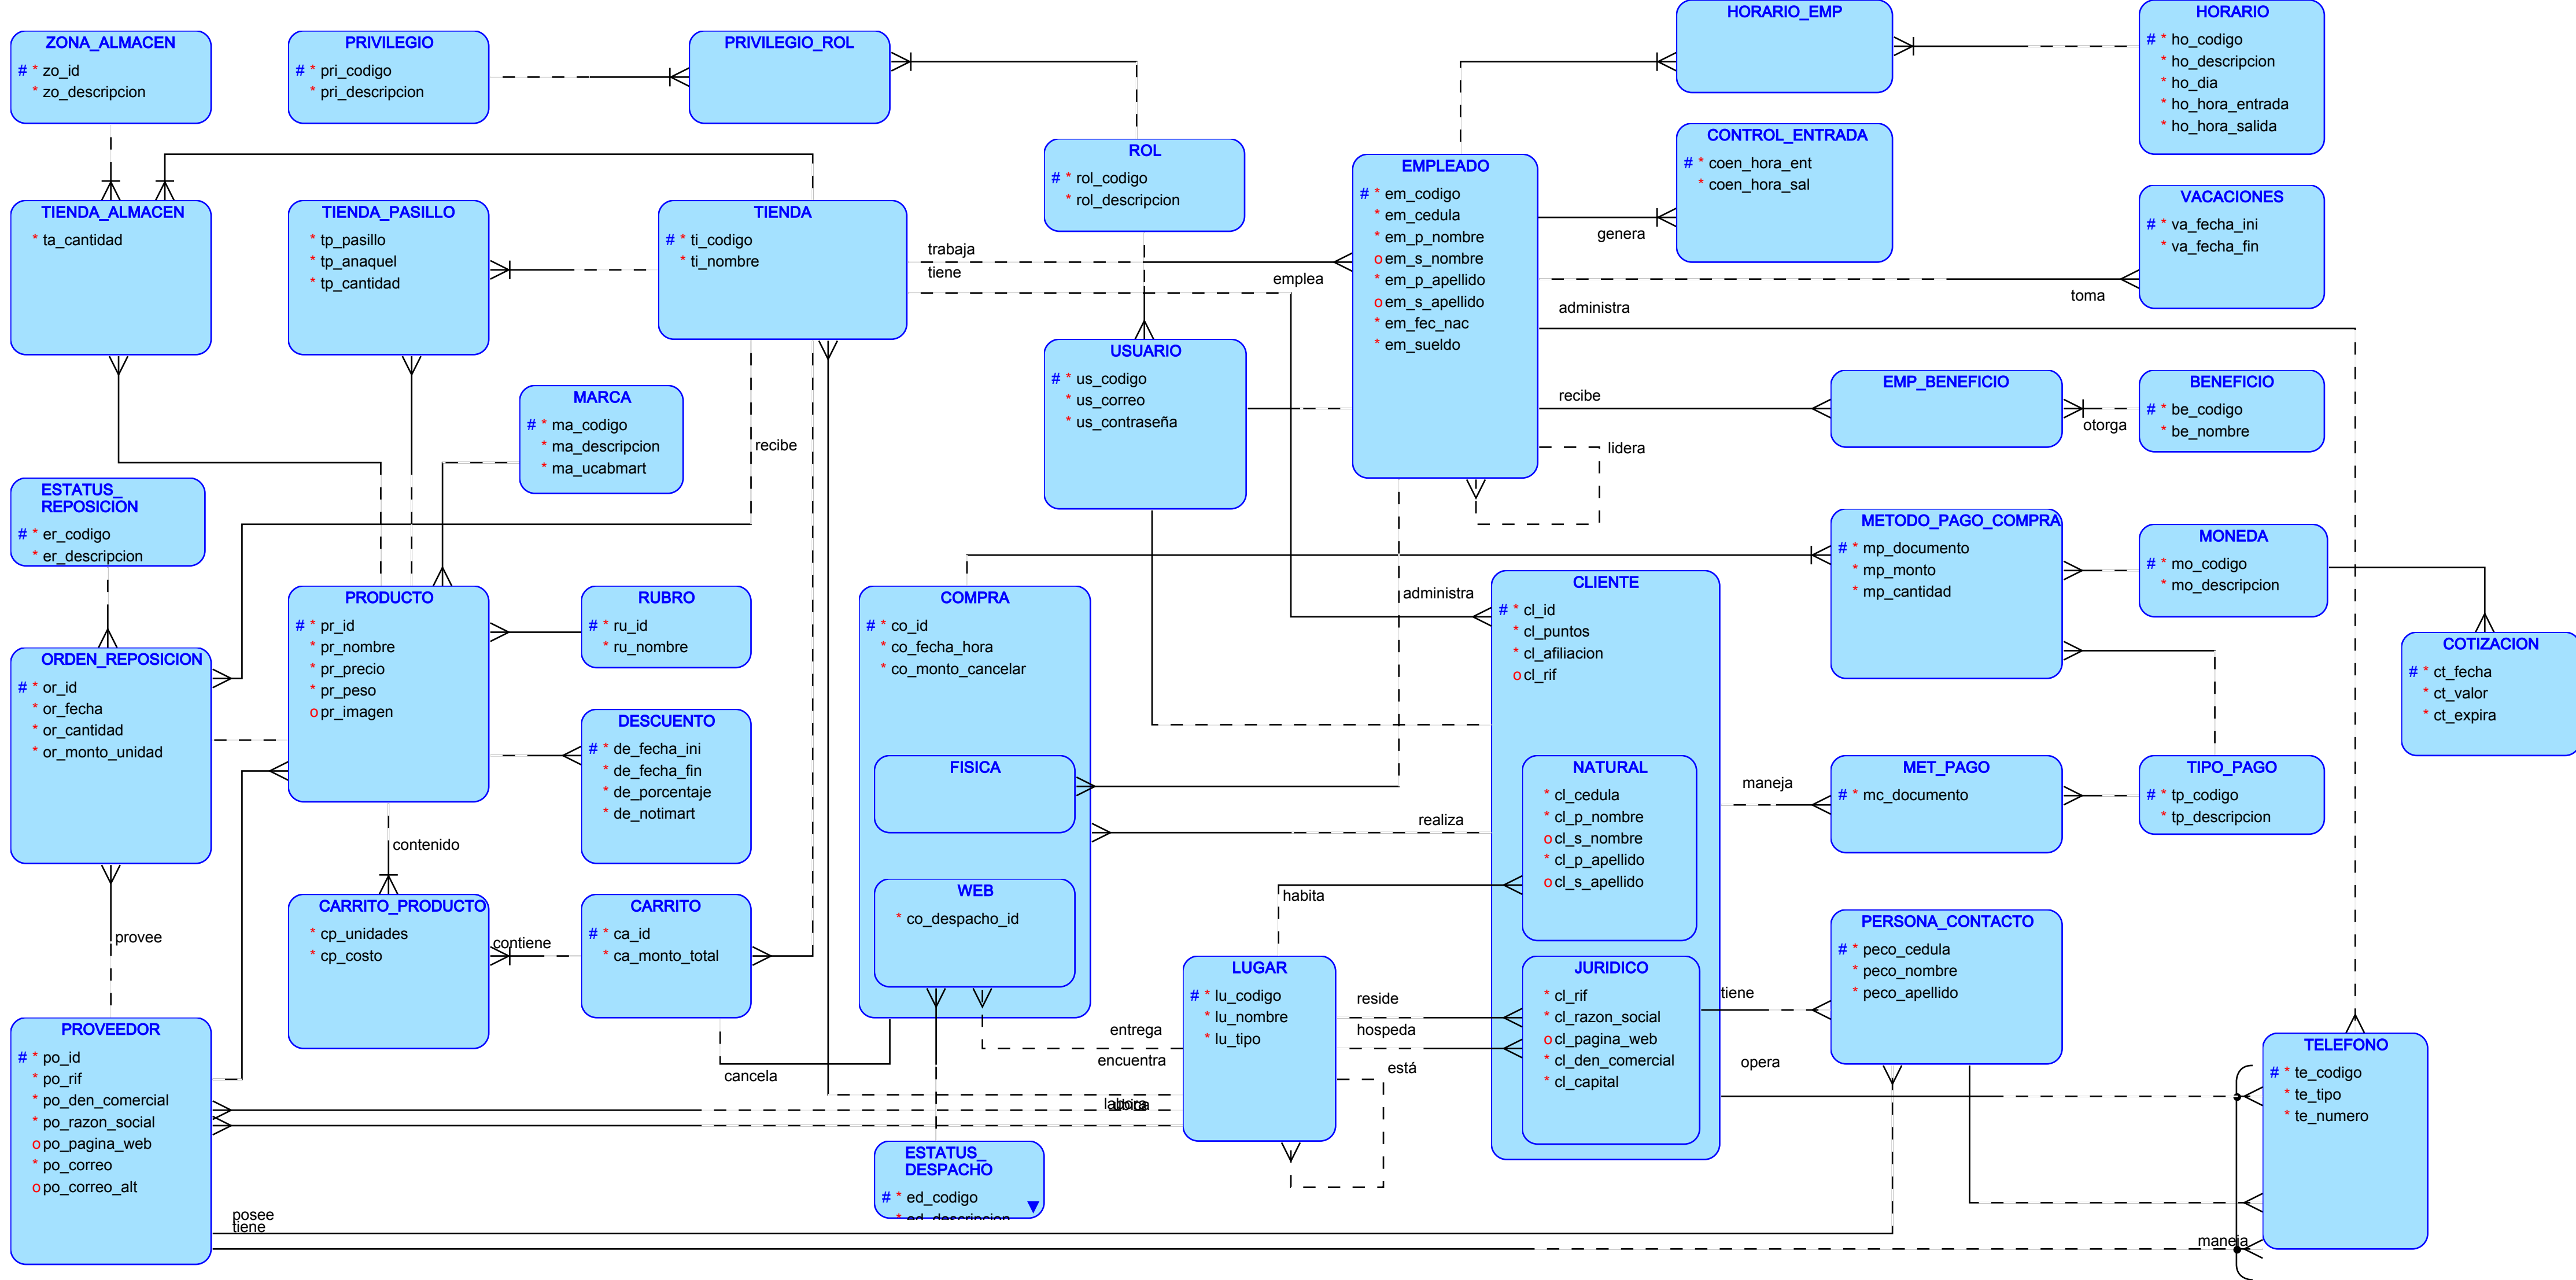 ZONA_ALMACEN
# * zo_id
* zo_descripcion
PRIVILEGIO
# * pri_codigo
* pri_descripcion
PRIVILEGIO_ROL
HORARIO_EMP
HORARIO
# * ho_codigo
* ho_descripcion
* ho_dia
* ho_hora_entrada
* ho_hora_salida
ROL
# * rol_codigo
* rol_descripcion
EMPLEADO
# * em_codigo
* em_cedula
* em_p_nombre
o em_s_nombre
* em_p_apellido
o em_s_apellido
* em_fec_nac
* em_sueldo
CONTROL_ENTRADA
# * coen_hora_ent
* coen_hora_sal
VACACIONES
# * va_fecha_ini
* va_fecha_fin
TIENDA_ALMACEN
* ta_cantidad
TIENDA_PASILLO
* tp_pasillo
* tp_anaquel
* tp_cantidad
TIENDA
# * ti_codigo
* ti_nombre
trabaja
tiene
emplea
genera
toma
administra
USUARIO
# * us_codigo
* us_correo
* us_contraseña
MARCA
# * ma_codigo
* ma_descripcion
* ma_ucabmart
recibe
recibe
EMP_BENEFICIO
otorga
BENEFICIO
# * be_codigo
* be_nombre
lidera
ESTATUS_
REPOSICION
# * er_codigo
* er_descripcion
METODO_PAGO_COMPRA
# * mp_documento
* mp_monto
* mp_cantidad
MONEDA
# * mo_codigo
* mo_descripcion
PRODUCTO
# * pr_id
* pr_nombre
* pr_precio
* pr_peso
o pr_imagen
RUBRO
# * ru_id
* ru_nombre
COMPRA
# * co_id
* co_fecha_hora
* co_monto_cancelar
administra
CLIENTE
# * cl_id
* cl_puntos
* cl_afiliacion
o cl_rif
COTIZACION
# * ct_fecha
* ct_valor
* ct_expira
ORDEN_REPOSICION
# * or_id
* or_fecha
* or_cantidad
* or_monto_unidad
DESCUENTO
# * de_fecha_ini
* de_fecha_fin
* de_porcentaje
* de_notimart
FISICA
NATURAL
* cl_cedula
* cl_p_nombre
o cl_s_nombre
* cl_p_apellido
o cl_s_apellido
maneja
MET_PAGO
# * mc_documento
TIPO_PAGO
# * tp_codigo
* tp_descripcion
realiza
contenido
habita
WEB
* co_despacho_id
CARRITO_PRODUCTO
* cp_unidades
* cp_costo
contiene
CARRITO
# * ca_id
* ca_monto_total
provee
PERSONA_CONTACTO
# * peco_cedula
* peco_nombre
* peco_apellido
LUGAR
# * lu_codigo
* lu_nombre
* lu_tipo
reside
hospeda
está
JURIDICO
* cl_rif
* cl_razon_social
o cl_pagina_web
* cl_den_comercial
* cl_capital
tiene
opera
entrega
encuentra
cancela
labora
PROVEEDOR
# * po_id
* po_rif
* po_den_comercial
* po_razon_social
o po_pagina_web
* po_correo
o po_correo_alt
TELEFONO
# * te_codigo
* te_tipo
* te_numero
ESTATUS_
DESPACHO
# * ed_codigo
* ed_descripcion
posee
tiene
maneja